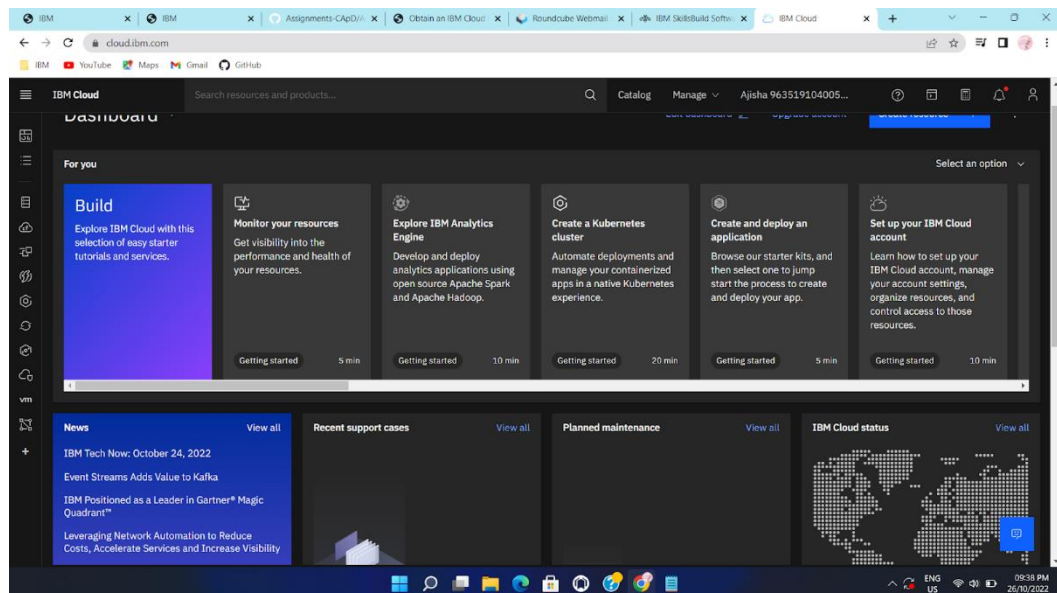 IBM
IBM
Assignments-CApD/A
Obtain an IBM Cloud
Roundcube Webmail
IBM SkillsBuild Softw
IBM Cloud
cloud.ibm.com
IBM
YouTube
Maps
Gmail
GitHub
IBM Cloud
Search resources and products...
Catalog
Manage
Ajisha 963519104005...
Dashboard
Edit dashboard
Upgrade account
Create resource
For you
Select an option
Build
Explore IBM Cloud with this
selection of easy starter
tutorials and services.
Monitor your resources
Get visibility into the
performance and health of
your resources.
Getting started
5 min
Explore IBM Analytics
Engine
Develop and deploy
analytics applications using
open source Apache Spark
and Apache Hadoop.
Getting started
10 min
Create a Kubernetes
cluster
Automate deployments and
manage your containerized
apps in a native Kubernetes
experience.
Getting started
20 min
Create and deploy an
application
Browse our starter kits, and
then select one to jump
start the process to create
and deploy your app.
Getting started
5 min
Set up your IBM Cloud
account
Learn how to set up your
IBM Cloud account, manage
your account settings,
organize resources, and
control access to those
resources.
Getting started
10 min
vm
News
View all
IBM Tech Now: October 24, 2022
Event Streams Adds Value to Kafka
IBM Positioned as a Leader in Gartner® Magic
Quadrant™
Leveraging Network Automation to Reduce
Costs, Accelerate Services and Increase Visibility
Recent support cases
View all
Planned maintenance
View all
IBM Cloud status
View all
ENG
US
09:38 PM
26/10/2022